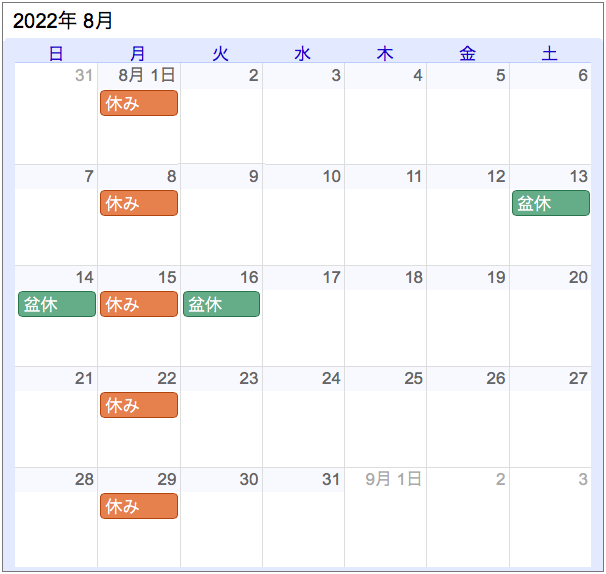 2022年 8月
日 月 火 水 木 金 土
31 8月 1日 2 3 4 5 6
休み
7 8 9 10 11 12 13
休み 盆休
14 15 16 17 18 19 20
盆休 休み 盆休
21 22 23 24 25 26 27
休み
28 29 30 31 9月 1日 2 3
休み